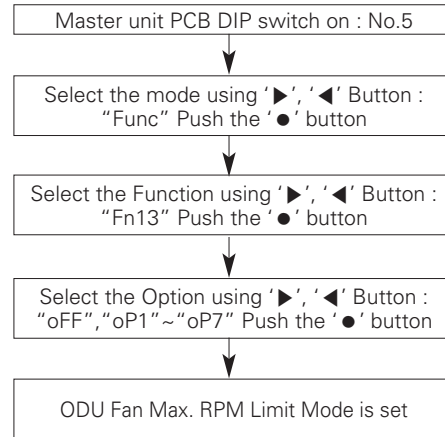 Master unit PCB DIP switch on : No.5
Select the mode using ‘▶’, ‘◀’ Button :
“Func” Push the ‘●’ button
Select the Function using ‘▶’, ‘◀’ Button :
“Fn13” Push the ‘●’ button
Select the Option using ‘▶’, ‘◀’ Button :
“oFF”,“oP1”~“oP7” Push the ‘●’ button
ODU Fan Max. RPM Limit Mode is set